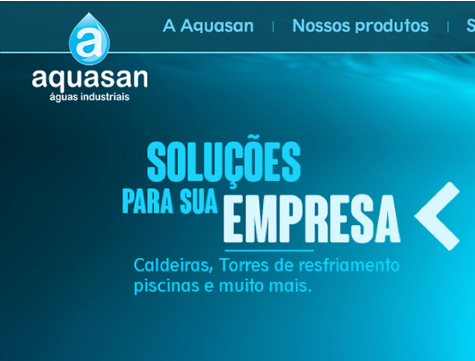 A Aquasan | Nossos produtos | S
a
aquasan
águas industriais
SOLUÇÕES
PARA SUA EMPRESA
Caldeiras, Torres de resfriamento
piscinas e muito mais.